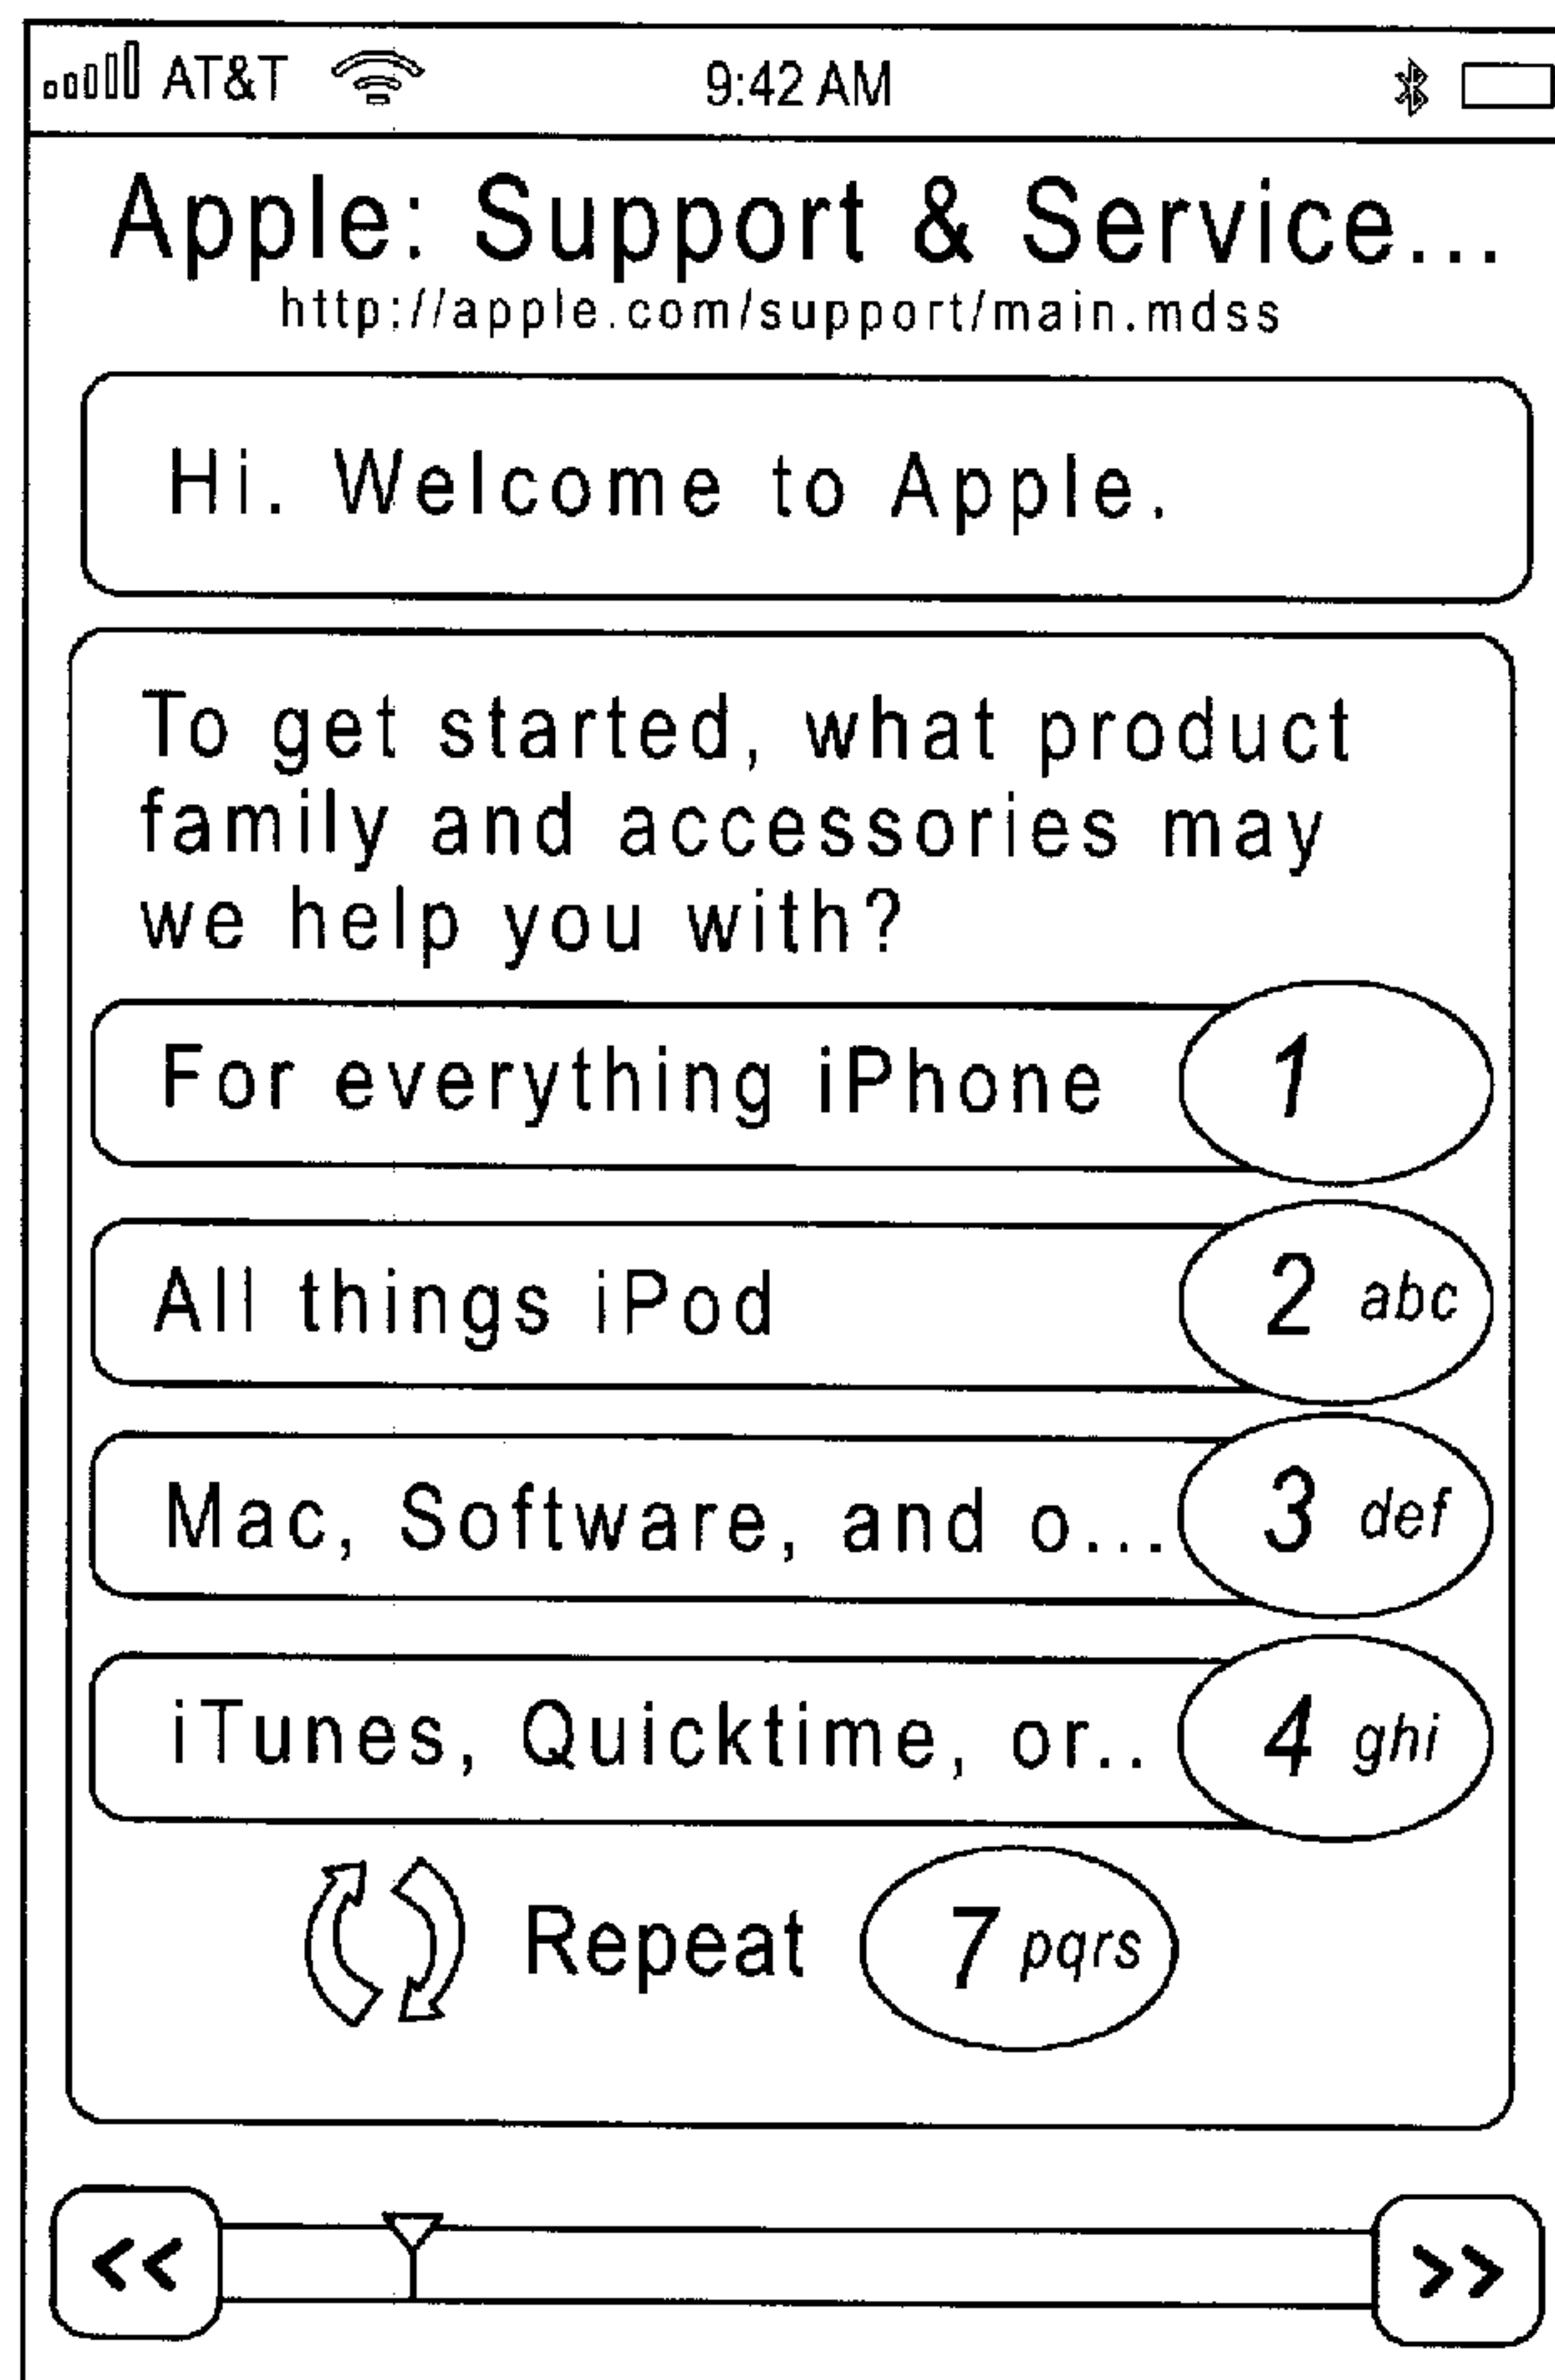 AT&T 9:42 AM
Apple: Support & Service...
http://apple.com/support/main.mdss
Hi. Welcome to Apple.
To get started, what product
family and accessories may
we help you with?
For everything iPhone 1
All things iPod 2 abc
Mac, Software, and o... 3 def
iTunes, Quicktime, or.. 4 ghi
Repeat 7 pqrs
<< >>